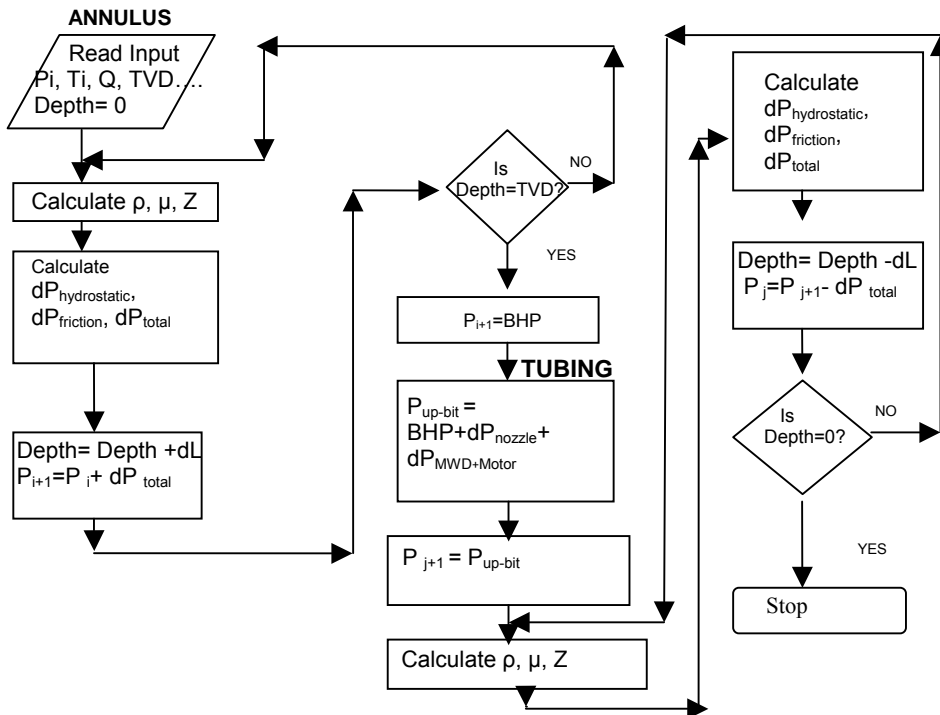 ANNULUS
Read Input
Pi, Ti, Q, TVD….
Depth= 0
Calculate ρ, μ, Z
Calculate
dPhydrostatic,
dPfriction, dPtotal
Depth= Depth +dL
Pi+1=P i+ dP total
Is
Depth=TVD?
NO
YES
Pi+1=BHP
TUBING
Pup-bit =
BHP+dPnozzle+
dPMWD+Motor
P j+1 = Pup-bit
Calculate ρ, μ, Z
Calculate
dPhydrostatic,
dPfriction,
dPtotal
Depth= Depth -dL
P j=P j+1- dP total
Is
Depth=0?
NO
YES
Stop